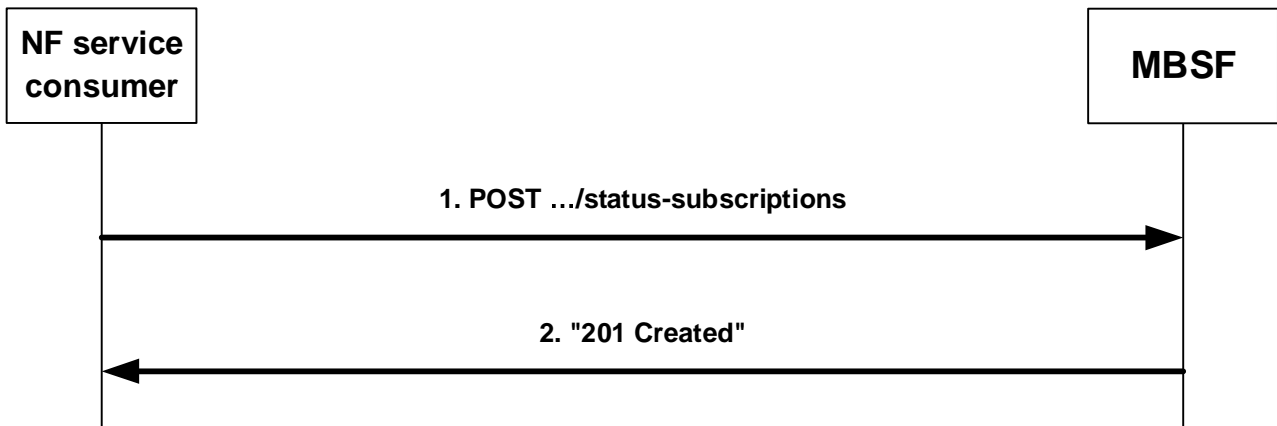 NF service
consumer
MBSF
1. POST …/status-subscriptions
2. "201 Created"